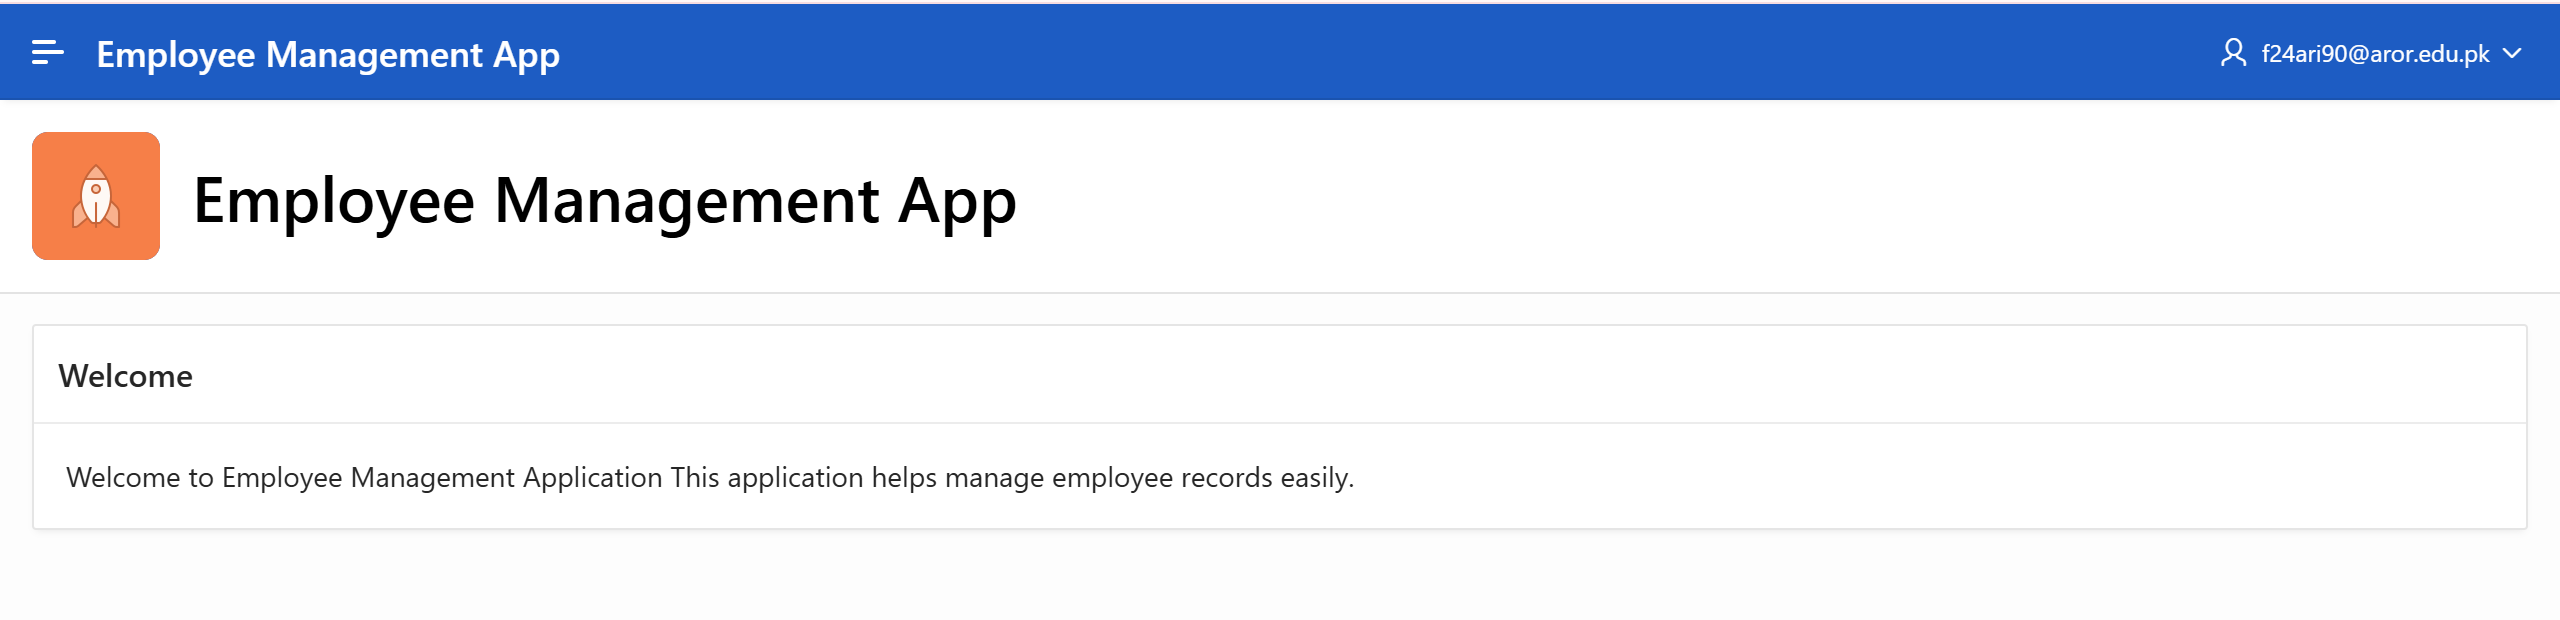 Employee Management App
f24ari90@aror.edu.pk
Employee Management App
Welcome
Welcome to Employee Management Application This application helps manage employee records easily.